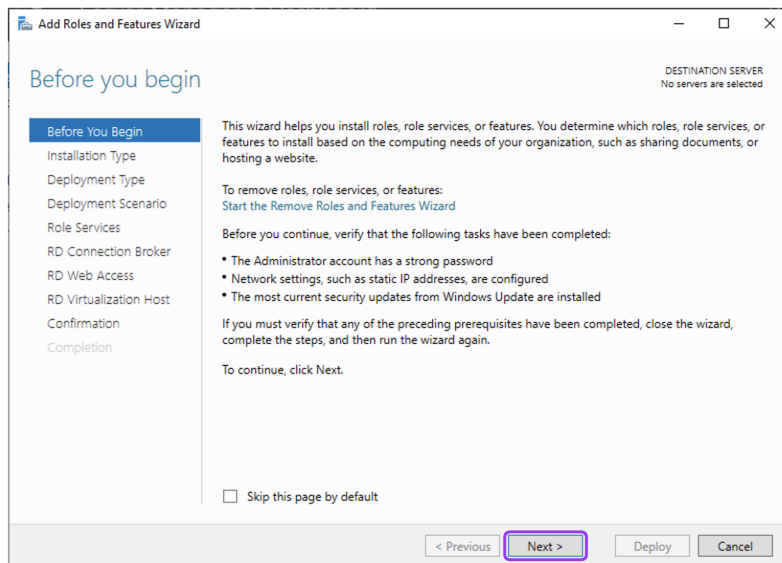 Add Roles and Features Wizard
Before you begin
DESTINATION SERVER
No servers are selected
Before You Begin
Installation Type
Deployment Type
Deployment Scenario
Role Services
RD Connection Broker
RD Web Access
RD Virtualization Host
Confirmation
Completion
This wizard helps you install roles, role services, or features. You determine which roles, role services, or
features to install based on the computing needs of your organization, such as sharing documents, or
hosting a website.
To remove roles, role services, or features:
Start the Remove Roles and Features Wizard
Before you continue, verify that the following tasks have been completed:
• The Administrator account has a strong password
• Network settings, such as static IP addresses, are configured
• The most current security updates from Windows Update are installed
If you must verify that any of the preceding prerequisites have been completed, close the wizard,
complete the steps, and then run the wizard again.
To continue, click Next.
Skip this page by default
< Previous
Next >
Deploy
Cancel